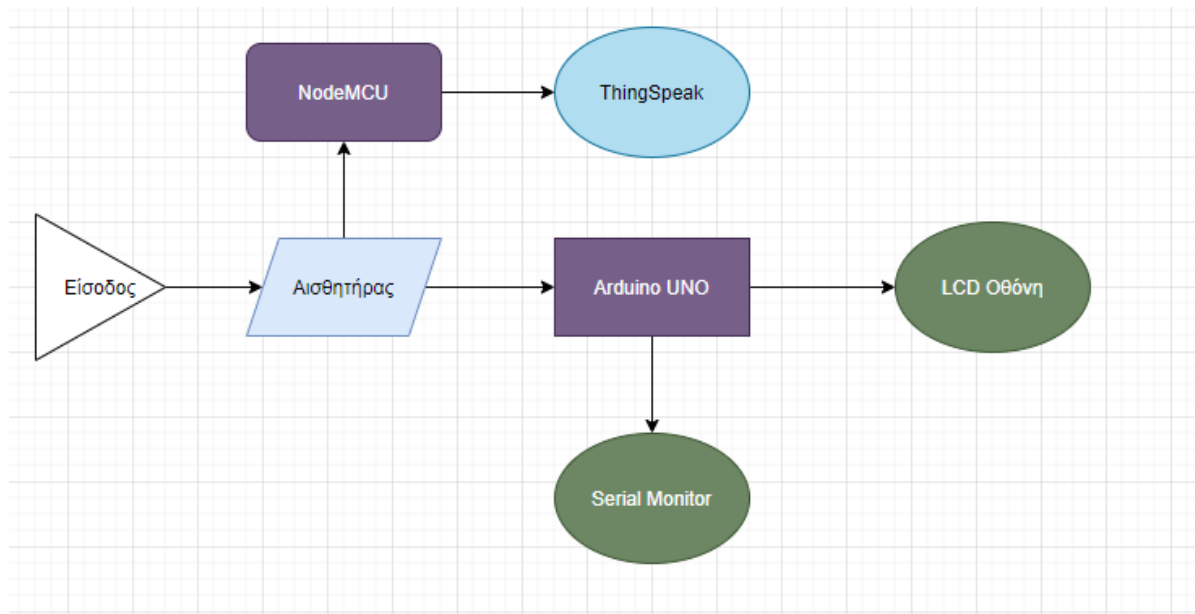 NodeMCU
ThingSpeak
Είσοδος
Αισθητήρας
Arduino UNO
LCD Οθόνη
Serial Monitor